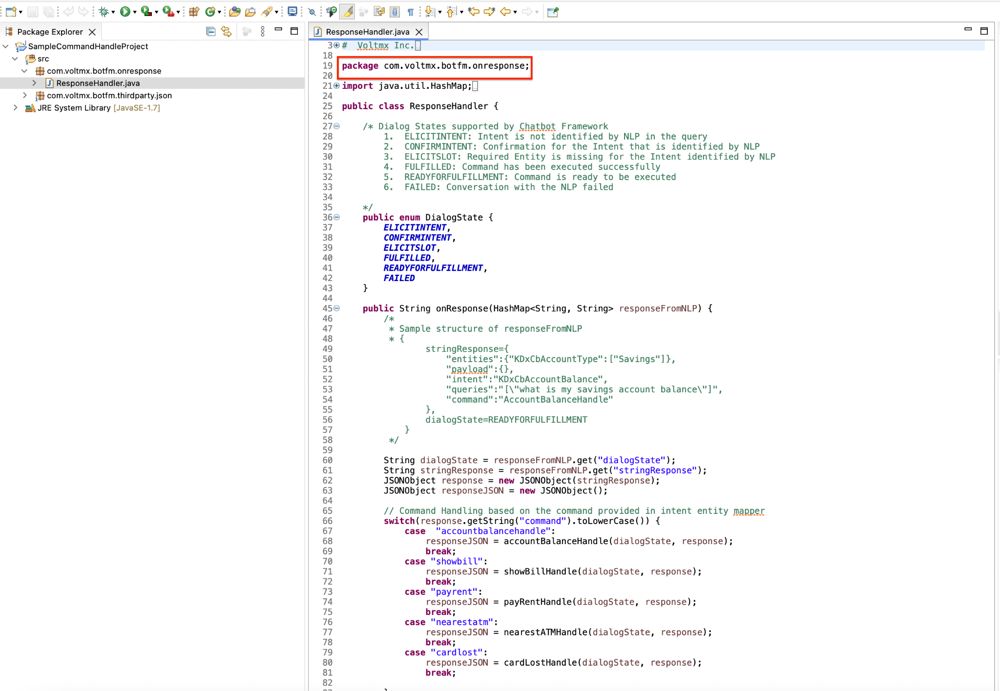 Package Explorer
SampleCommandHandleProject
src
com.voltmx.botfm.onresponse
ResponseHandler.java
com.voltmx.botfm.thirdparty.json
JRE System Library [JavaSE-1.7]
ResponseHandler.java
3 #  Voltmx Inc.
18
19 package com.voltmx.botfm.onresponse;
20
21 import java.util.HashMap;
24
25 public class ResponseHandler {
26
27     /* Dialog States supported by Chatbot Framework
28         1.  ELICITINTENT: Intent is not identified by NLP in the query
29         2.  CONFIRMINTENT: Confirmation for the Intent that is identified by NLP
30         3.  ELICITSLOT: Required Entity is missing for the Intent identified by NLP
31         4.  FULFILLED: Command has been executed successfully
32         5.  READYFORFULFILLMENT: Command is ready to be executed
33         6.  FAILED: Conversation with the NLP failed
34
35     */
36     public enum DialogState {
37         ELICITINTENT,
38         CONFIRMINTENT,
39         ELICITSLOT,
40         FULFILLED,
41         READYFORFULFILLMENT,
42         FAILED
43     }
44
45     public String onResponse(HashMap<String, String> responseFromNLP) {
46         /*
47          * Sample structure of responseFromNLP
48          * {
49                 stringResponse={
50                     "entities":{"KDxCbAccountType":["Savings"]},
51                     "payload":{},
52                     "intent":"KDxCbAccountBalance",
53                     "queries":"[\"what is my savings account balance\"]",
54                     "command":"AccountBalanceHandle"
55                 },
56                 dialogState=READYFORFULFILLMENT
57             }
58          */
59
60         String dialogState = responseFromNLP.get("dialogState");
61         String stringResponse = responseFromNLP.get("stringResponse");
62         JSONObject response = new JSONObject(stringResponse);
63         JSONObject responseJSON = new JSONObject();
64
65         // Command Handling based on the command provided in intent entity mapper
66         switch(response.getString("command").toLowerCase()) {
67             case  "accountbalancehandle":
68                 responseJSON = accountBalanceHandle(dialogState, response);
69                 break;
70             case "showbill":
71                 responseJSON = showBillHandle(dialogState, response);
72                 break;
73             case "payrent":
74                 responseJSON = payRentHandle(dialogState, response);
75                 break;
76             case "nearestatm":
77                 responseJSON = nearestATMHandle(dialogState, response);
78                 break;
79             case "cardlost":
80                 responseJSON = cardLostHandle(dialogState, response);
81                 break;
82